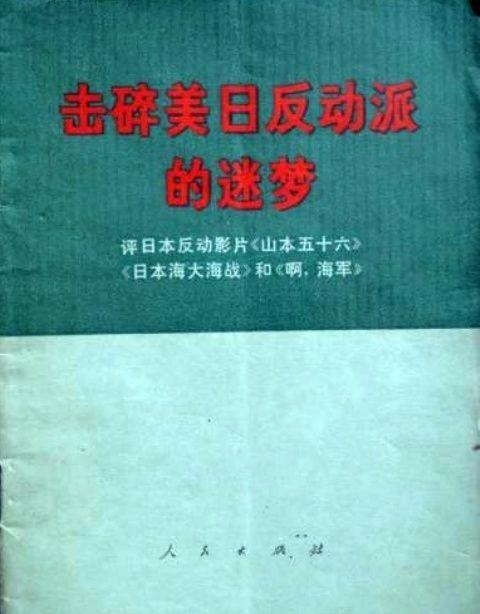 击碎美日反动派
的迷梦
评日本反动影片《山本五十六》
《日本海大海战》和《啊，海军》
人民出版社